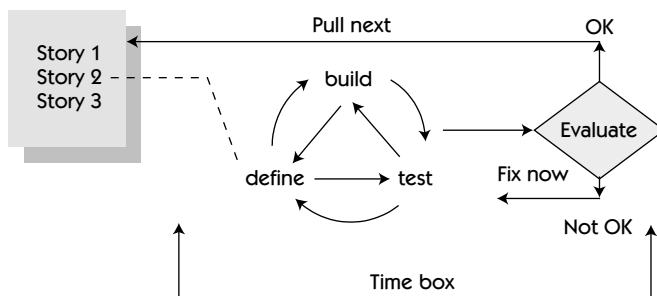 Pull next
OK
Story 1
Story 2
Story 3
build
Evaluate
define
test
Fix now
Not OK
Time box